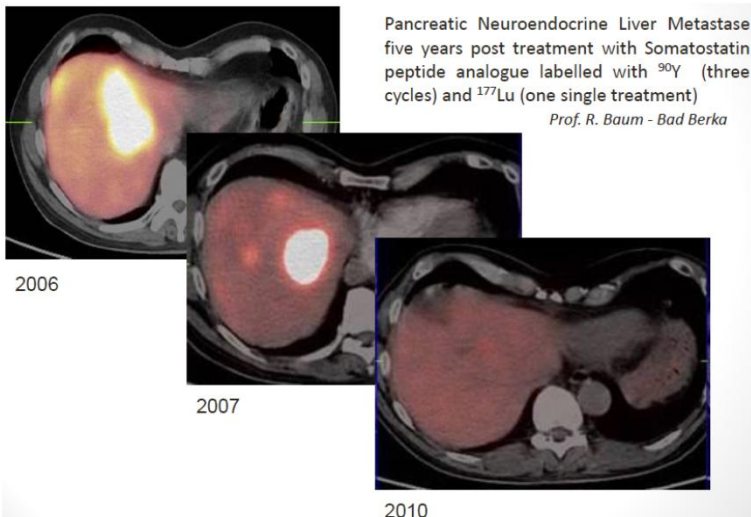 Pancreatic Neuroendocrine Liver Metastase
five years post treatment with Somatostatin
peptide analogue labelled with ⁹⁰Y (three
cycles) and ¹⁷⁷Lu (one single treatment)
Prof. R. Baum - Bad Berka
2006
2007
2010